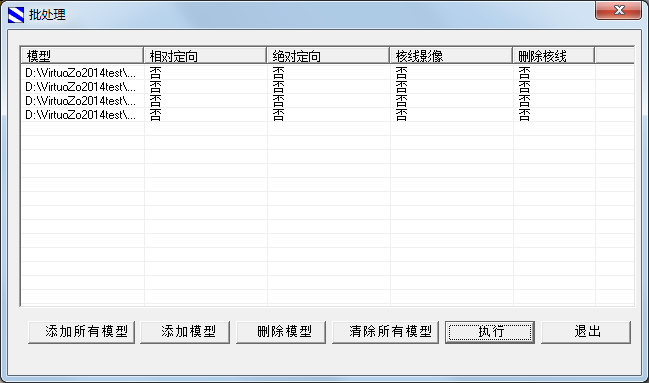 批处理
模型 相对定向 绝对定向 核线影像 删除核线
D:\VirtuoZo2014test\... 否 否 否 否
D:\VirtuoZo2014test\... 否 否 否 否
D:\VirtuoZo2014test\... 否 否 否 否
D:\VirtuoZo2014test\... 否 否 否 否
添加所有模型 添加模型 删除模型 清除所有模型 执行 退出